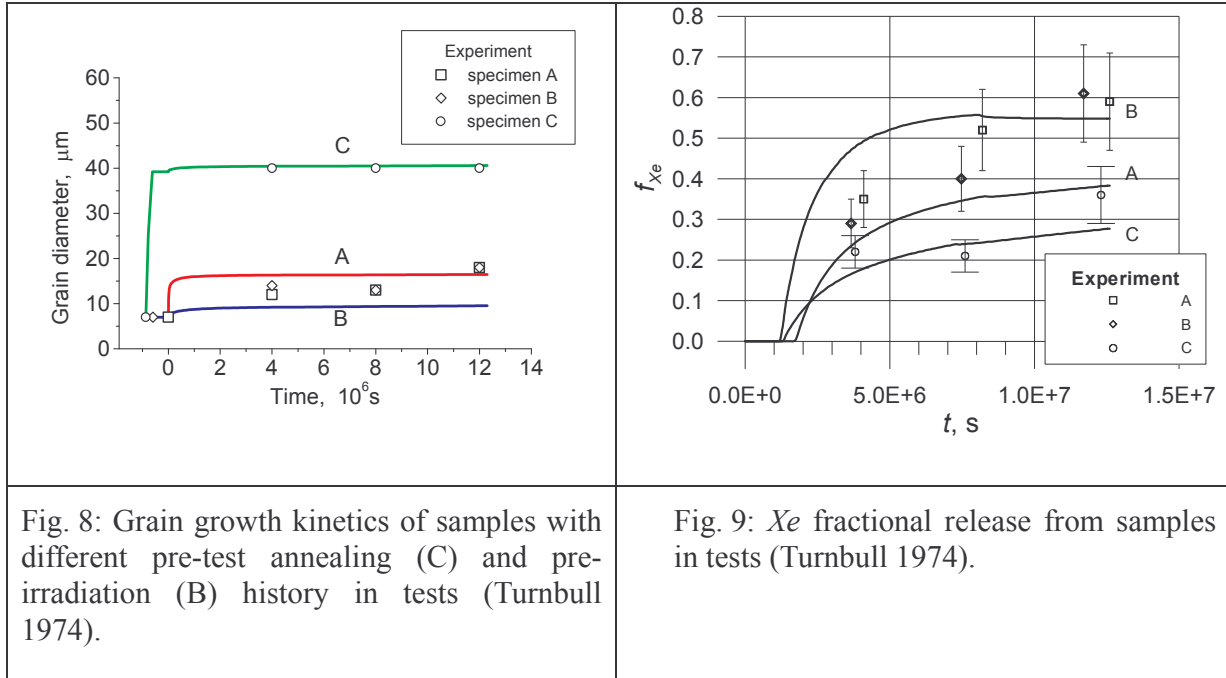 Experiment
specimen A
specimen B
specimen C
60
50
40
30
20
10
0
Grain diameter, μm
C
A
B
-2 0 2 4 6 8 10 12 14
Time, 10⁶s
0.8
0.7
0.6
0.5
0.4
0.3
0.2
0.1
0.0
fXe
B
A
C
Experiment
A
B
C
0.0E+0 5.0E+6 1.0E+7 1.5E+7
t, s
Fig. 8: Grain growth kinetics of samples with
different pre-test annealing (C) and pre-
irradiation (B) history in tests (Turnbull
1974).
Fig. 9: Xe fractional release from samples
in tests (Turnbull 1974).